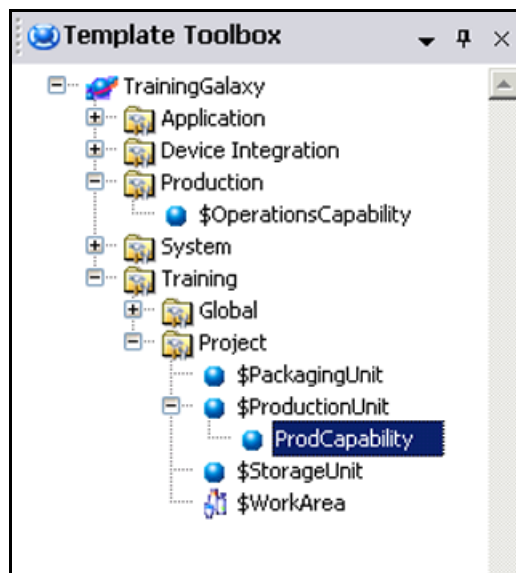 Template Toolbox
TrainingGalaxy
Application
Device Integration
Production
$OperationsCapability
System
Training
Global
Project
$PackagingUnit
$ProductionUnit
ProdCapability
$StorageUnit
$WorkArea